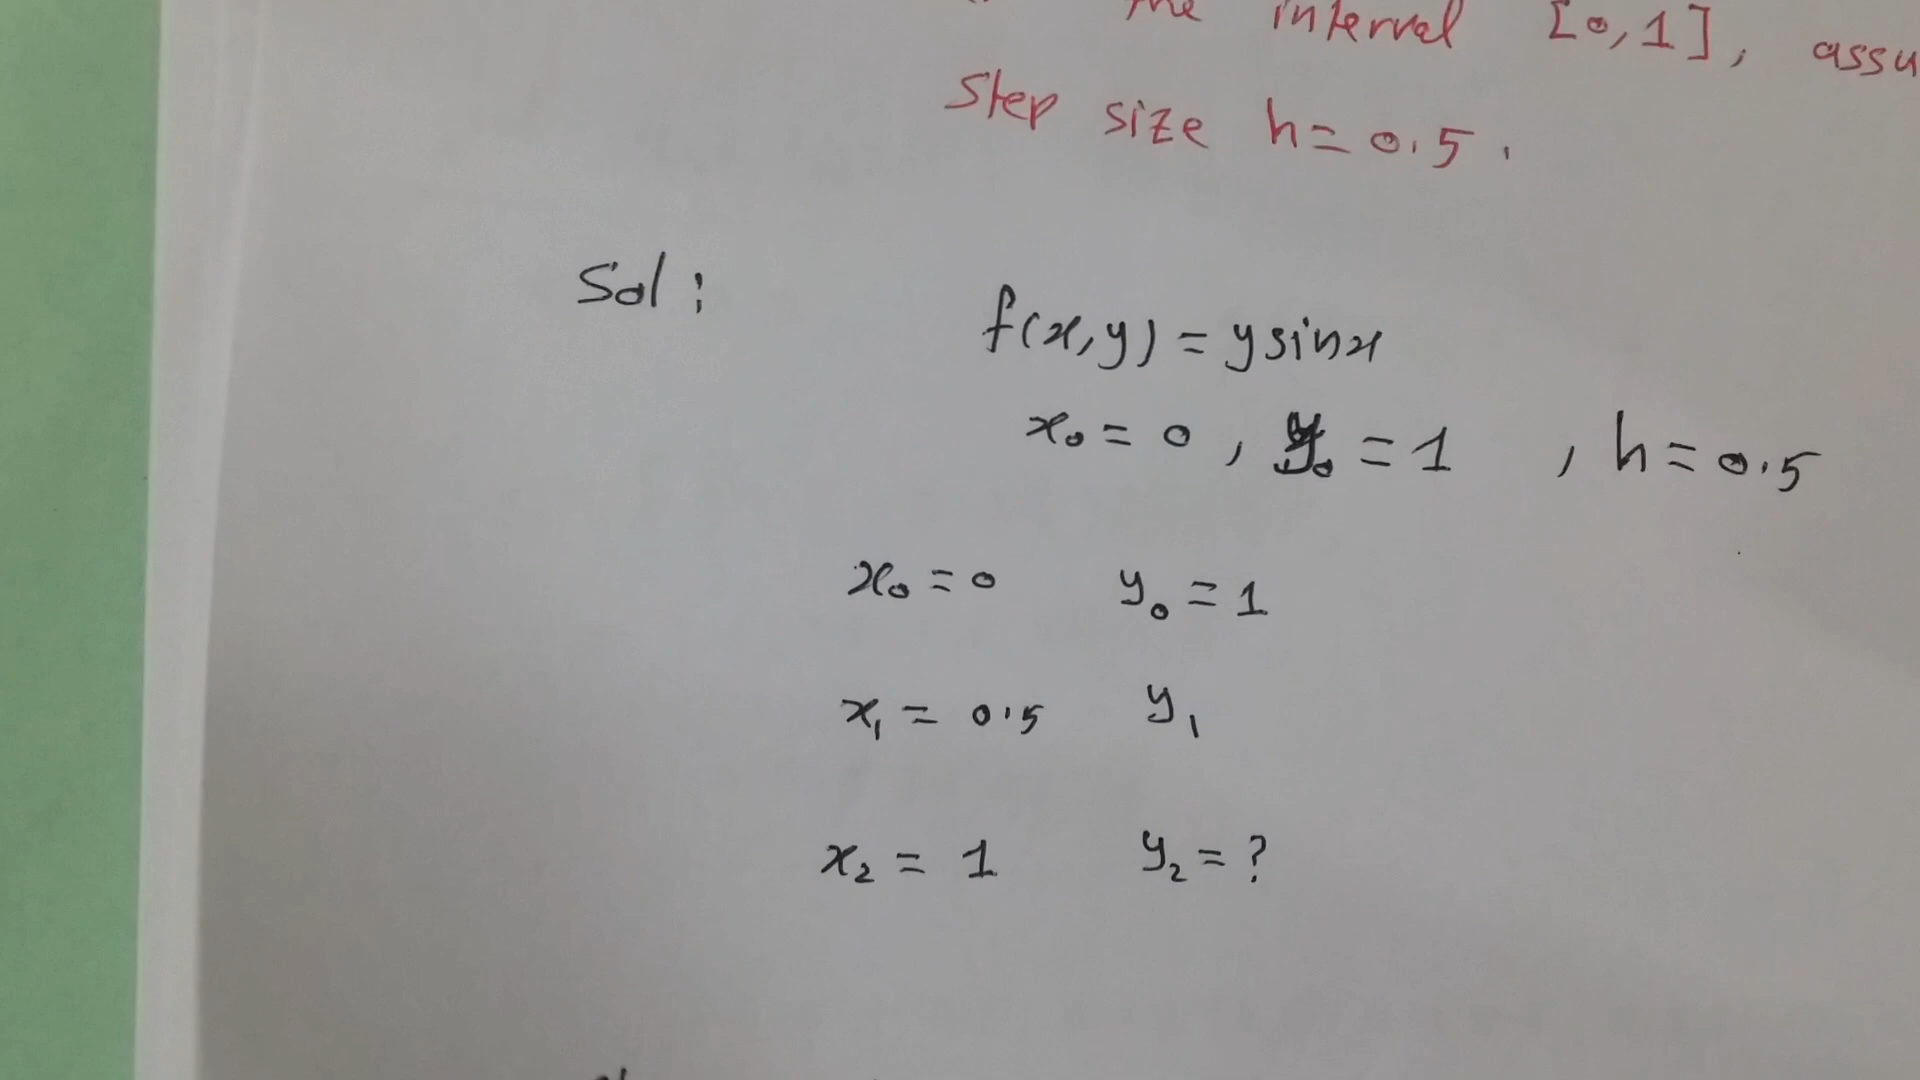 the interval [0,1], assu
Step size h=0.5.
Sol:
f(x,y) = y sinx
x₀ = 0, y₀ = 1, h=0.5
x₀ = 0 y₀ = 1
x₁ = 0.5 y₁
x₂ = 1 y₂ = ?